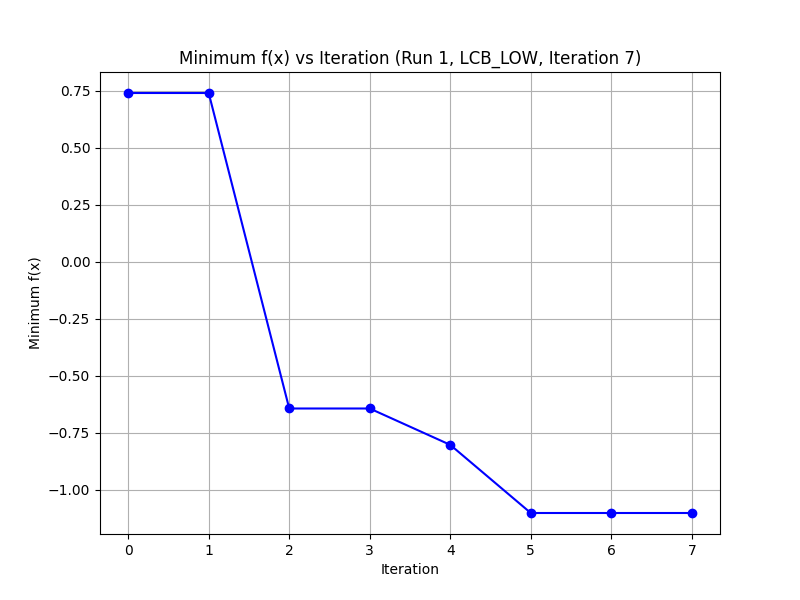 Minimum f(x) vs Iteration (Run 1, LCB_LOW, Iteration 7)
Minimum f(x)
0.75
0.50
0.25
0.00
−0.25
−0.50
−0.75
−1.00
0 1 2 3 4 5 6 7
Iteration